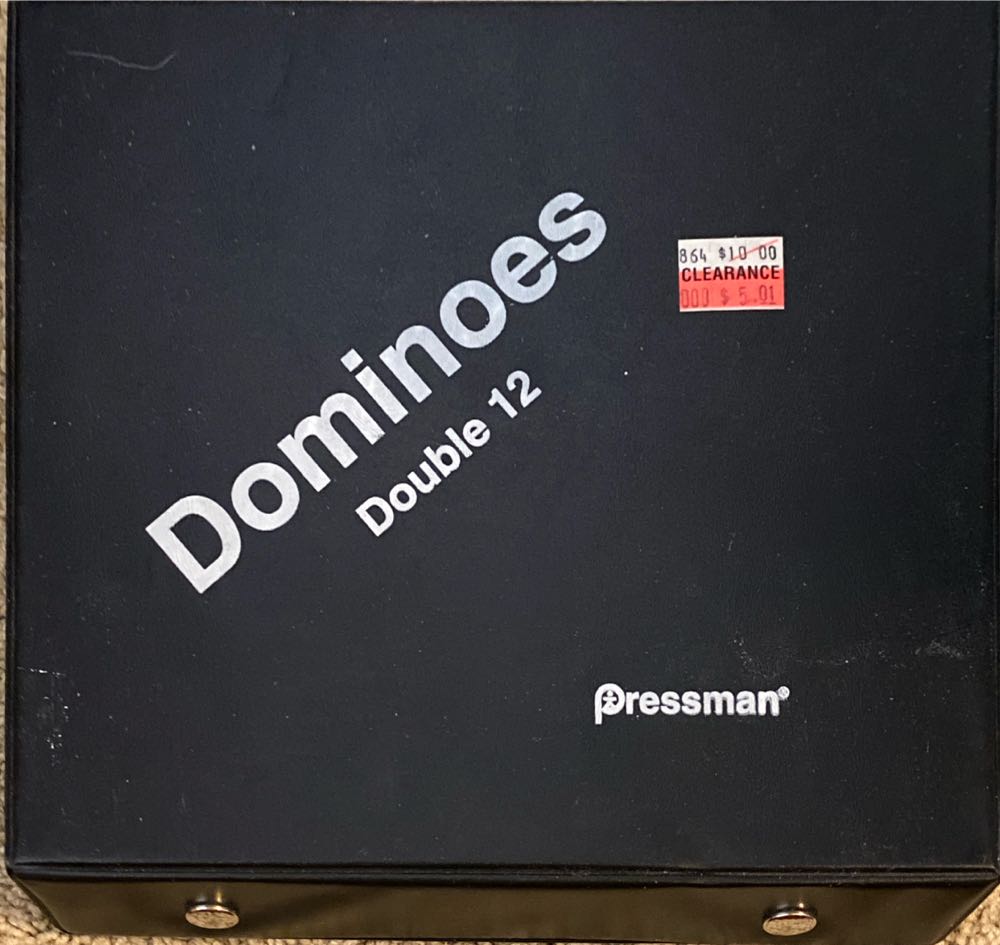 Dominoes
Double 12
864 $10 00
CLEARANCE
000 $ 5.01
Pressman®